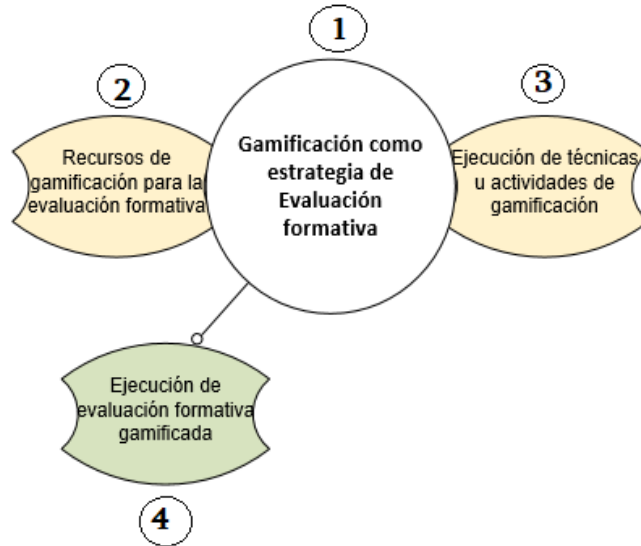 1
2
3
Gamificación como
estrategia de
Evaluación
formativa
Recursos de
gamificación para la
evaluación formativa
Ejecución de técnicas
u actividades de
gamificación
Ejecución de
evaluación formativa
gamificada
4